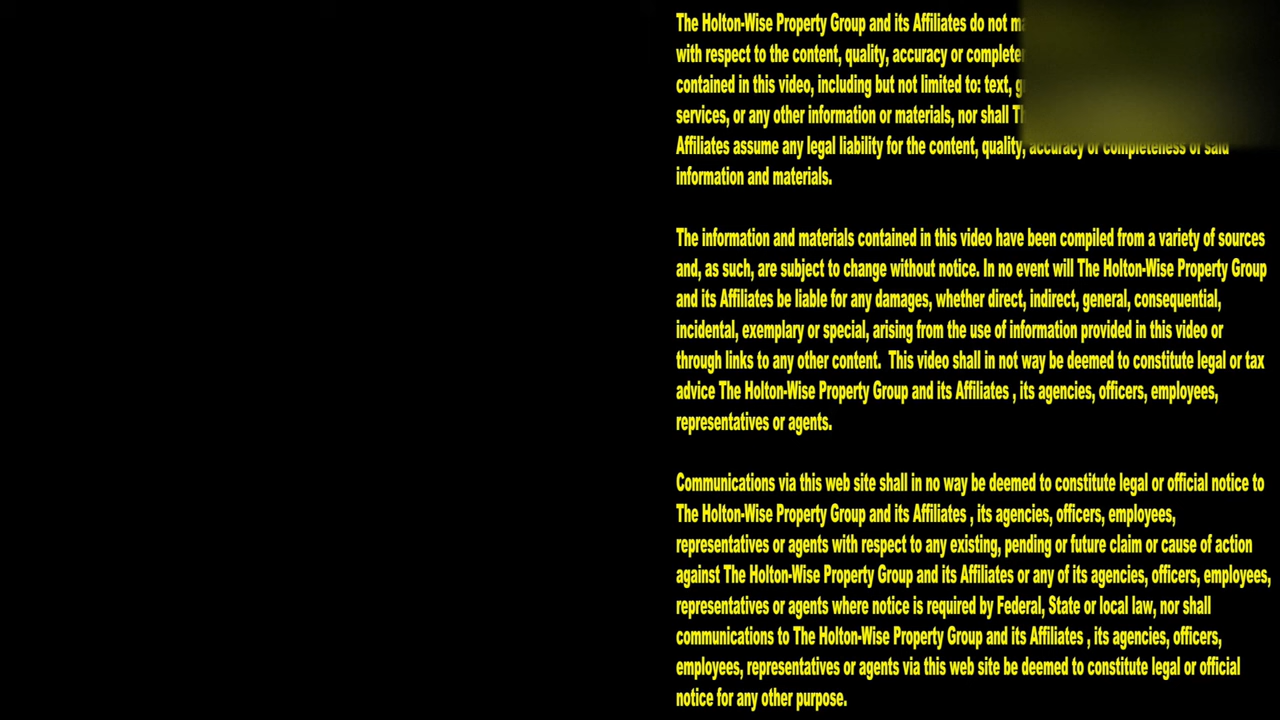 The Holton-Wise Property Group and its Affiliates do not
with respect to the content, quality, accuracy or
contained in this video, including but not limited to: text,
services, or any other information or materials, nor shall
Affiliates assume any legal liability for the content, quality, accuracy or completeness of said
information and materials.
The information and materials contained in this video have been compiled from a variety of sources
and, as such, are subject to change without notice. In no event will The Holton-Wise Property Group
and its Affiliates be liable for any damages, whether direct, indirect, general, consequential,
incidental, exemplary or special, arising from the use of information provided in this video or
through links to any other content. This video shall in not way be deemed to constitute legal or tax
advice The Holton-Wise Property Group and its Affiliates , its agencies, officers, employees,
representatives or agents.
Communications via this web site shall in no way be deemed to constitute legal or official notice to
The Holton-Wise Property Group and its Affiliates , its agencies, officers, employees,
representatives or agents with respect to any existing, pending or future claim or cause of action
against The Holton-Wise Property Group and its Affiliates or any of its agencies, officers, employees,
representatives or agents where notice is required by Federal, State or local law, nor shall
communications to The Holton-Wise Property Group and its Affiliates , its agencies, officers,
employees, representatives or agents via this web site be deemed to constitute legal or official
notice for any other purpose.